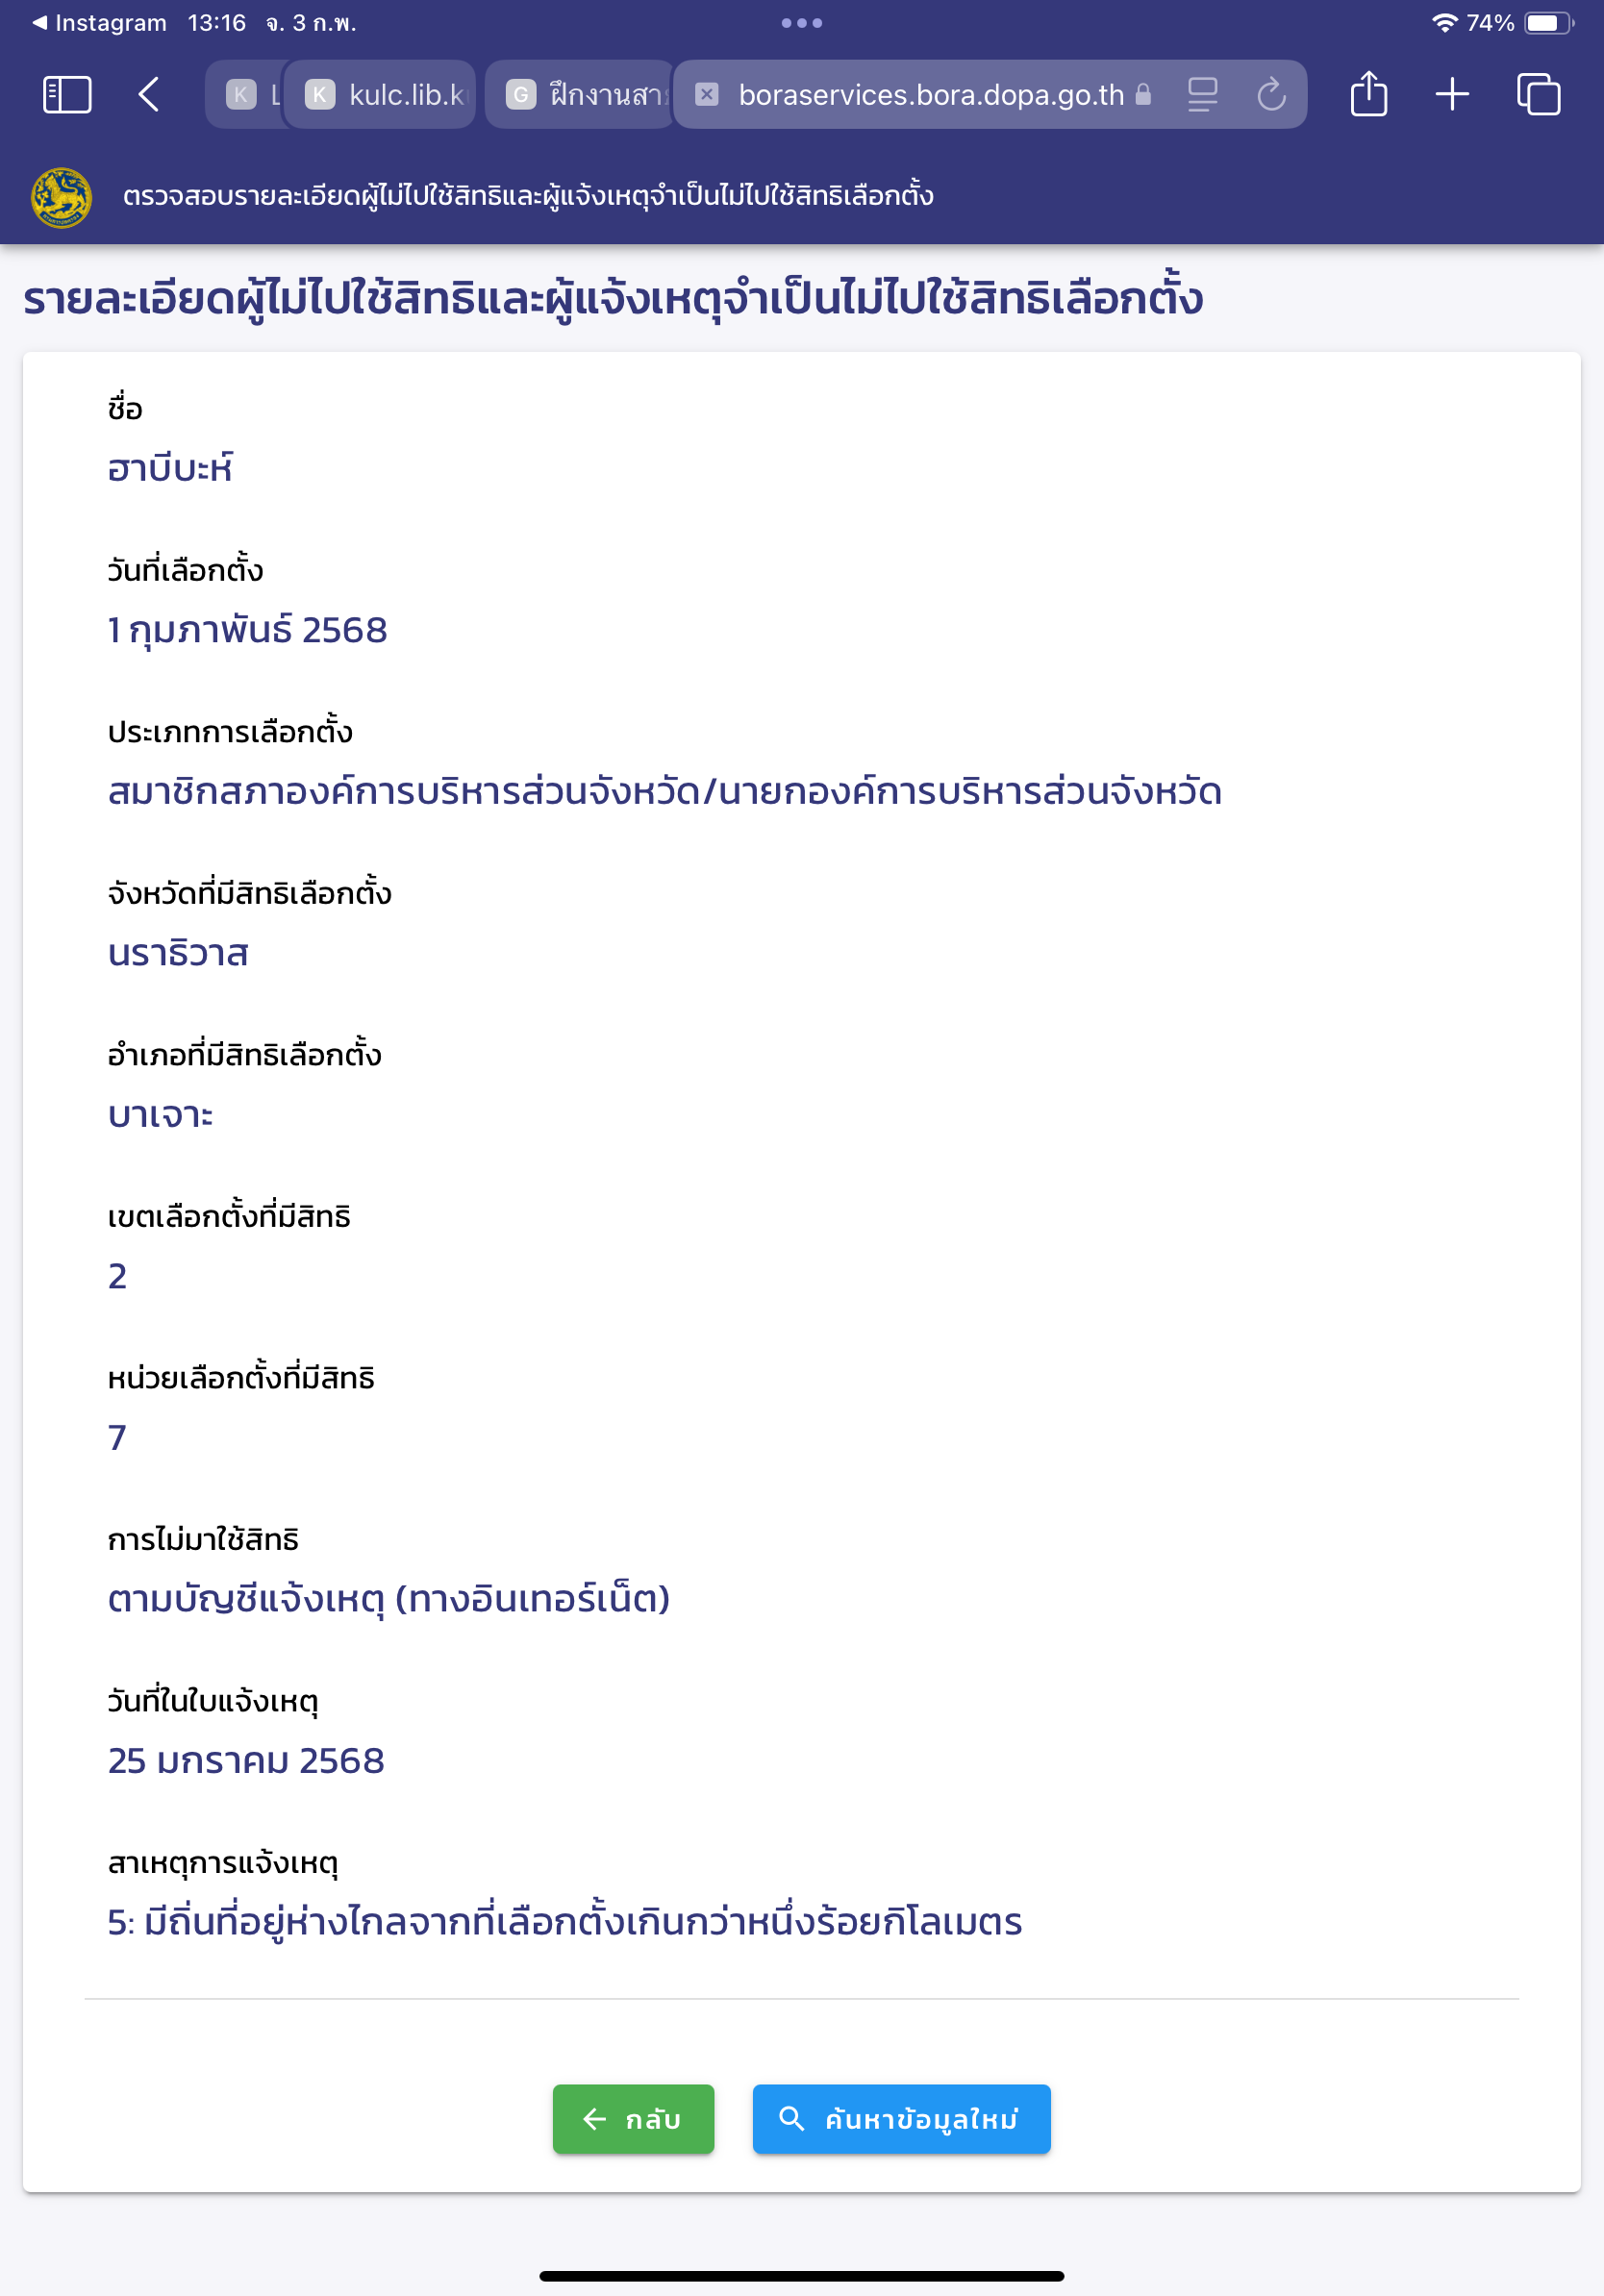 ◀ Instagram 13:16 จ. 3 ก.พ. 74%
K K kulc.lib.k G ฝึกงานสา boraservices.bora.dopa.go.th
ตรวจสอบรายละเอียดผู้ไม่ไปใช้สิทธิและผู้แจ้งเหตุจำเป็นไม่ไปใช้สิทธิเลือกตั้ง
รายละเอียดผู้ไม่ไปใช้สิทธิและผู้แจ้งเหตุจำเป็นไม่ไปใช้สิทธิเลือกตั้ง
ชื่อ
ฮาบีบะห์
วันที่เลือกตั้ง
1 กุมภาพันธ์ 2568
ประเภทการเลือกตั้ง
สมาชิกสภาองค์การบริหารส่วนจังหวัด/นายกองค์การบริหารส่วนจังหวัด
จังหวัดที่มีสิทธิเลือกตั้ง
นราธิวาส
อำเภอที่มีสิทธิเลือกตั้ง
บาเจาะ
เขตเลือกตั้งที่มีสิทธิ
2
หน่วยเลือกตั้งที่มีสิทธิ
7
การไม่มาใช้สิทธิ
ตามบัญชีแจ้งเหตุ (ทางอินเทอร์เน็ต)
วันที่ในใบแจ้งเหตุ
25 มกราคม 2568
สาเหตุการแจ้งเหตุ
5: มีถิ่นที่อยู่ห่างไกลจากที่เลือกตั้งเกินกว่าหนึ่งร้อยกิโลเมตร
กลับ ค้นหาข้อมูลใหม่